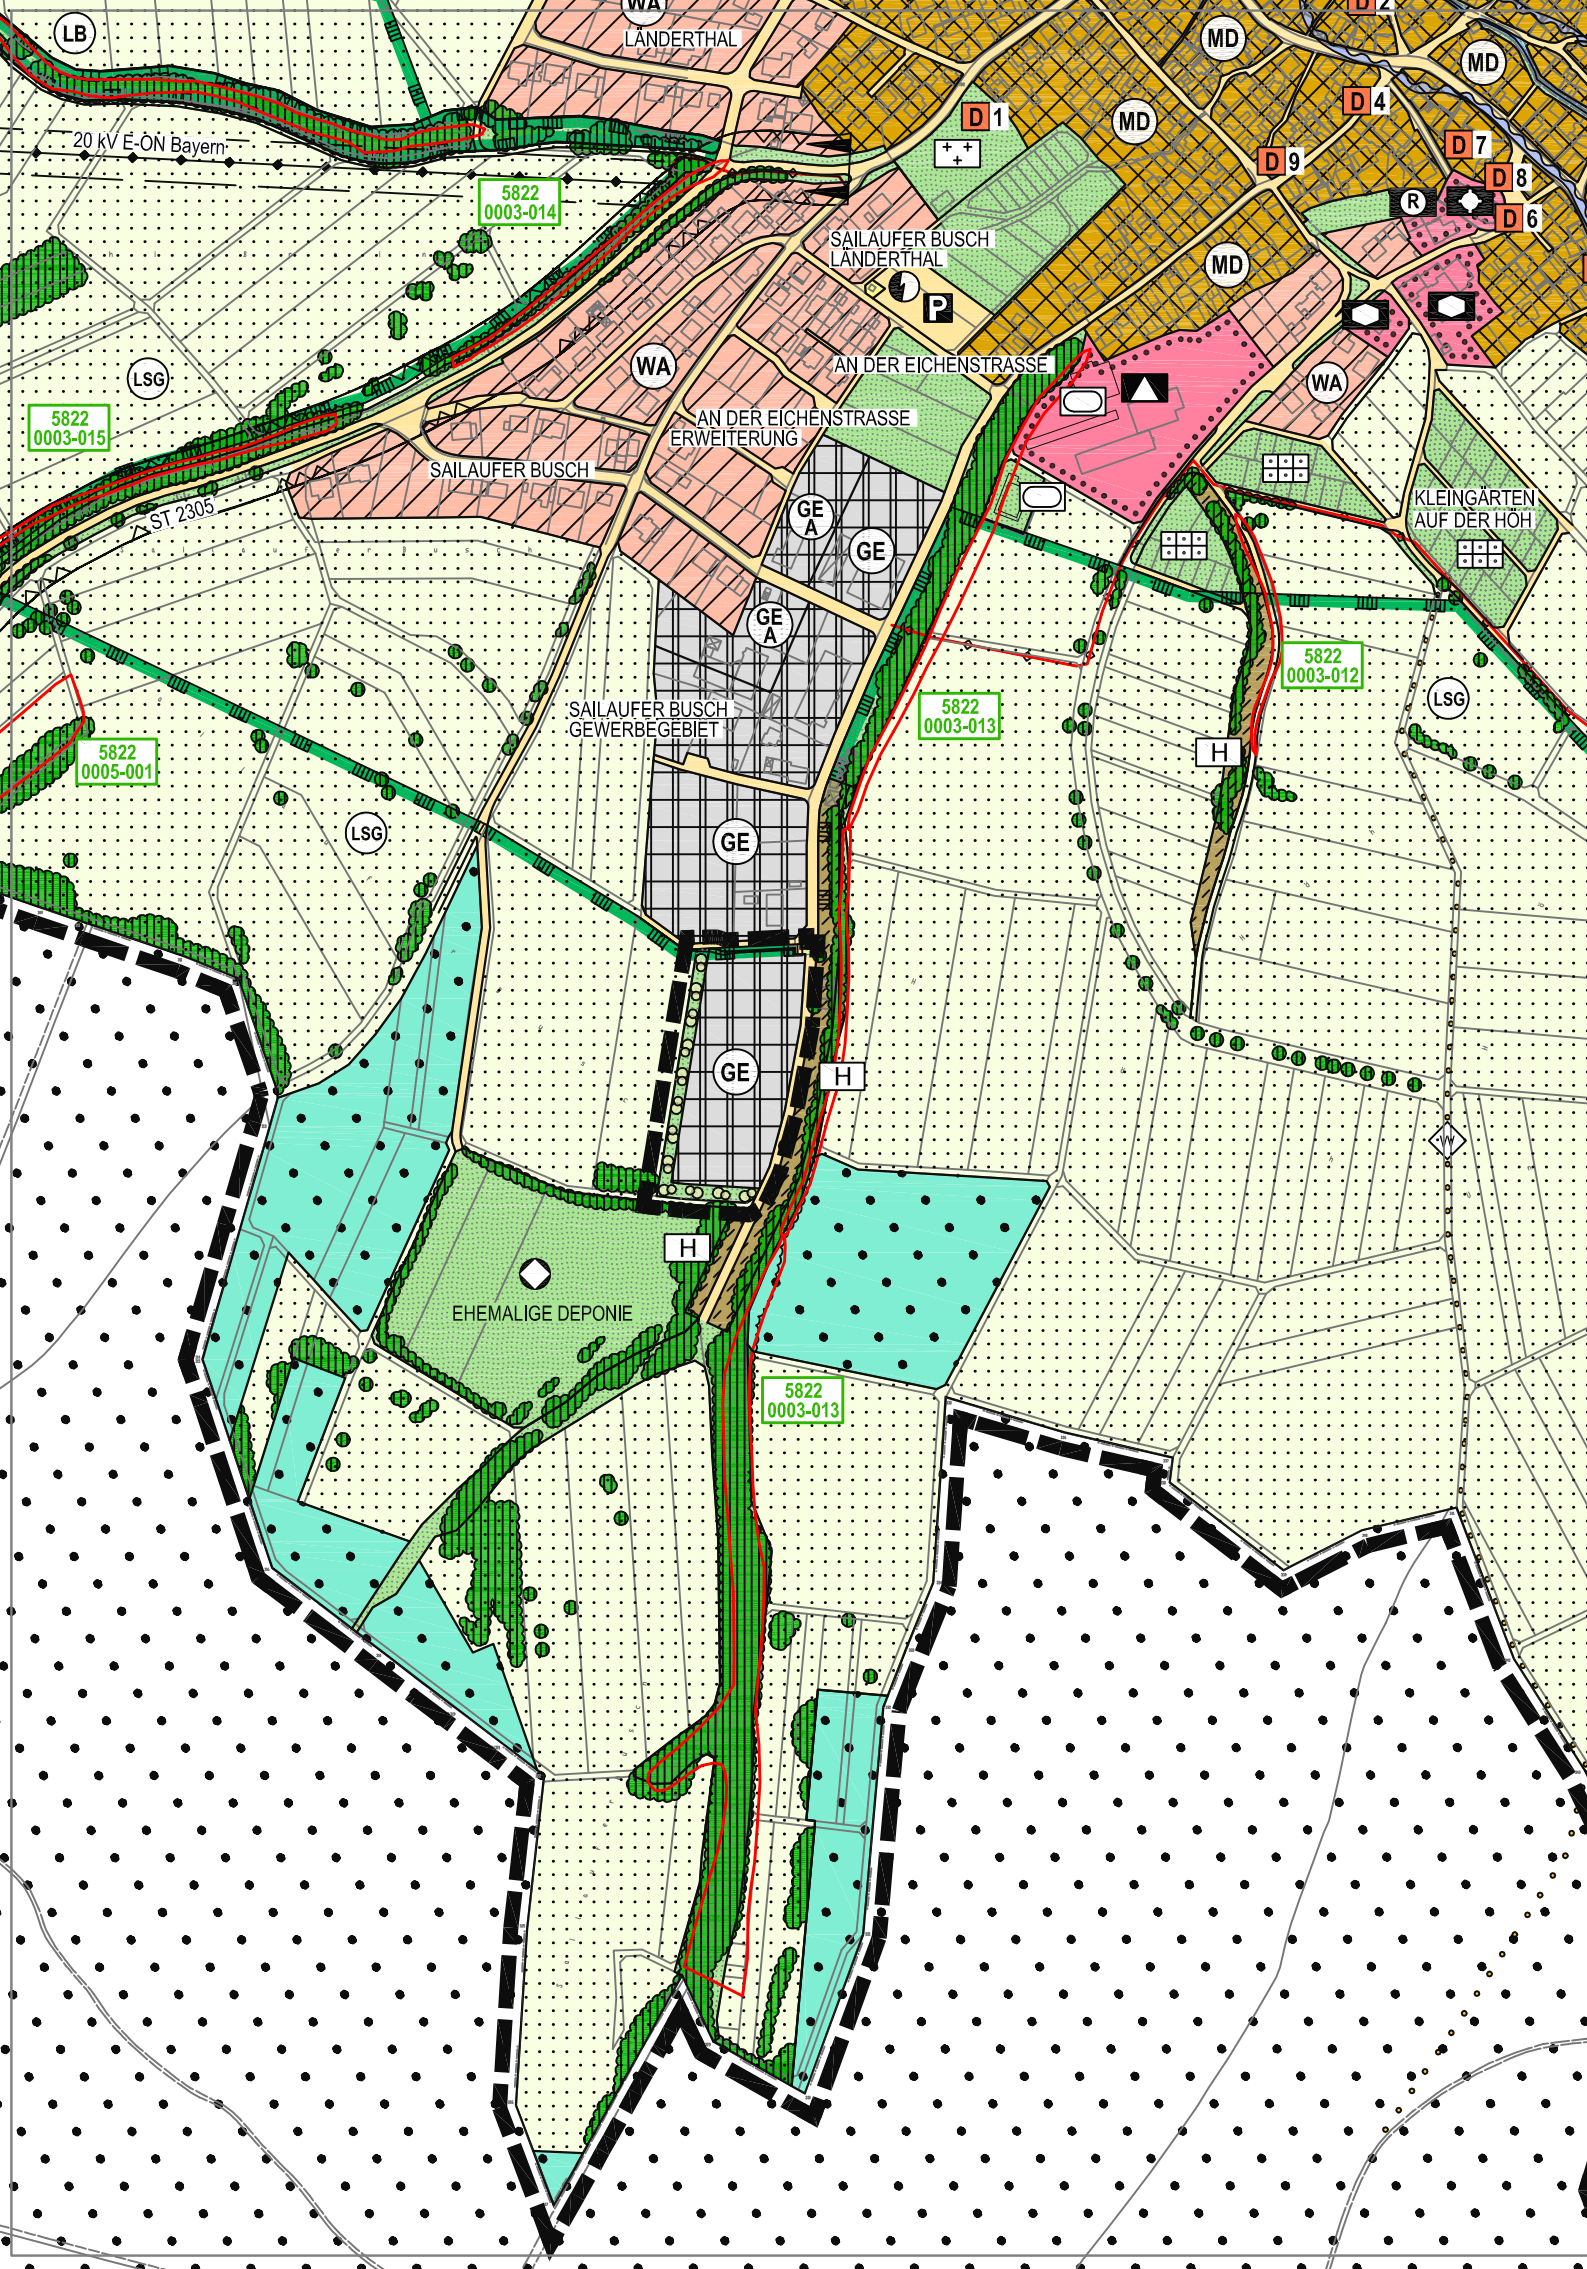 WA
LÄNDERTHAL
LB
MD
D 2
MD
D 4
D 1
MD
D 7
D 9
D 8
R
D 6
20 kV E-ON Bayern
5822
0003-014
SAILAUFER BUSCH
LÄNDERTHAL
MD
P
LSG
WA
AN DER EICHENSTRASSE
WA
5822
0003-015
AN DER EICHENSTRASSE
ERWEITERUNG
SAILAUFER BUSCH
ST 2305
KLEINGÄRTEN
AUF DER HÖH
GE
A
GE
GE
A
5822
0003-012
LSG
5822
0003-013
SAILAUFER BUSCH
GEWERBEGEBIET
5822
0005-001
H
LSG
GE
GE
H
W
H
EHEMALIGE DEPONIE
5822
0003-013